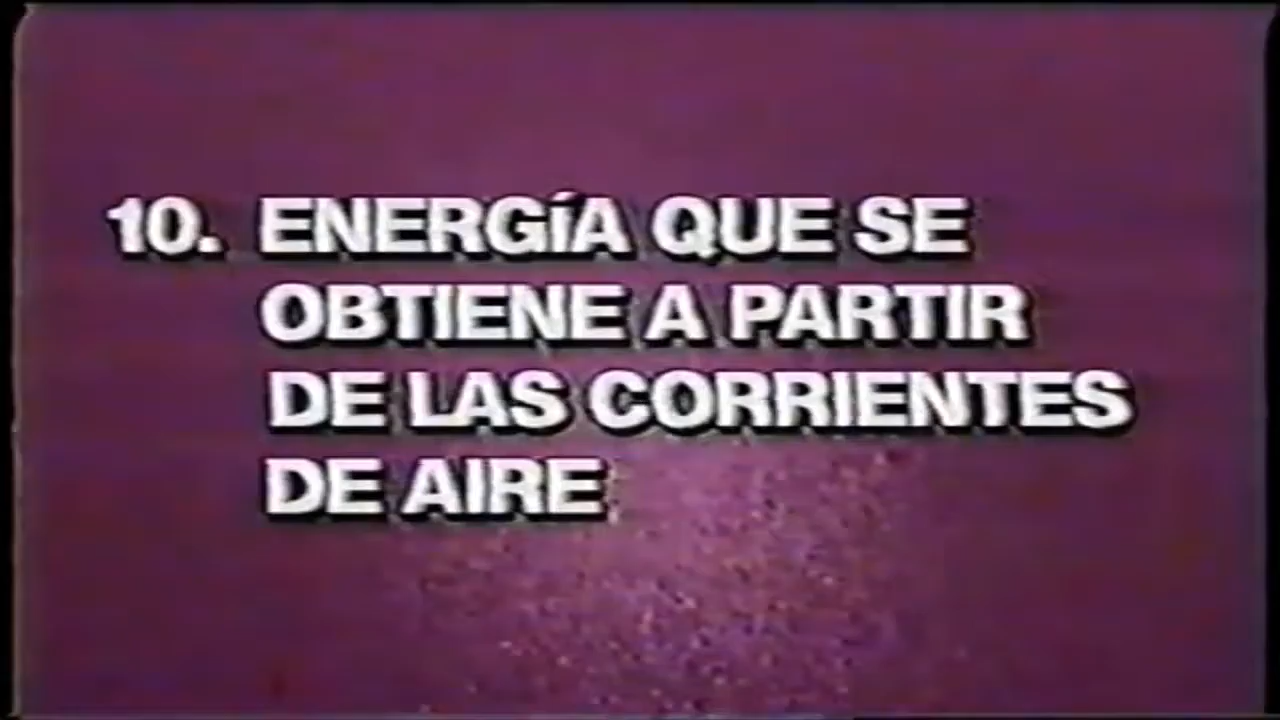 10. ENERGíA QUE SE
OBTIENE A PARTIR
DE LAS CORRIENTES
DE AIRE